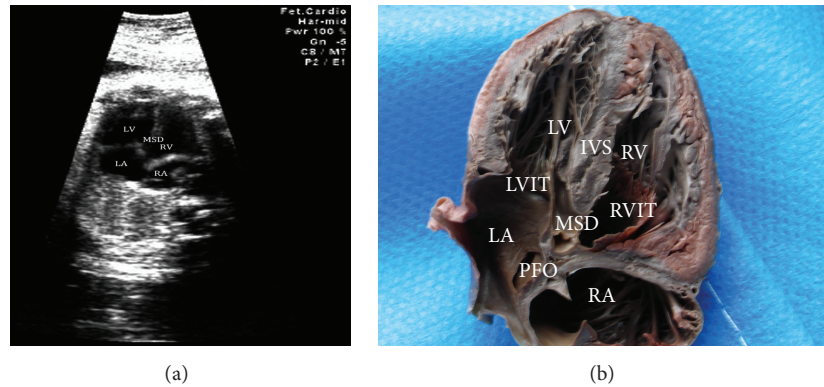 Fet.Cardio
Har-mid
Pwr 100 %
Gn -5
C8 / MT
P2 / E1
LV
MSD
RV
LA
RA
LV
IVS
RV
LVIT
RVIT
MSD
LA
PFO
RA
(a)
(b)